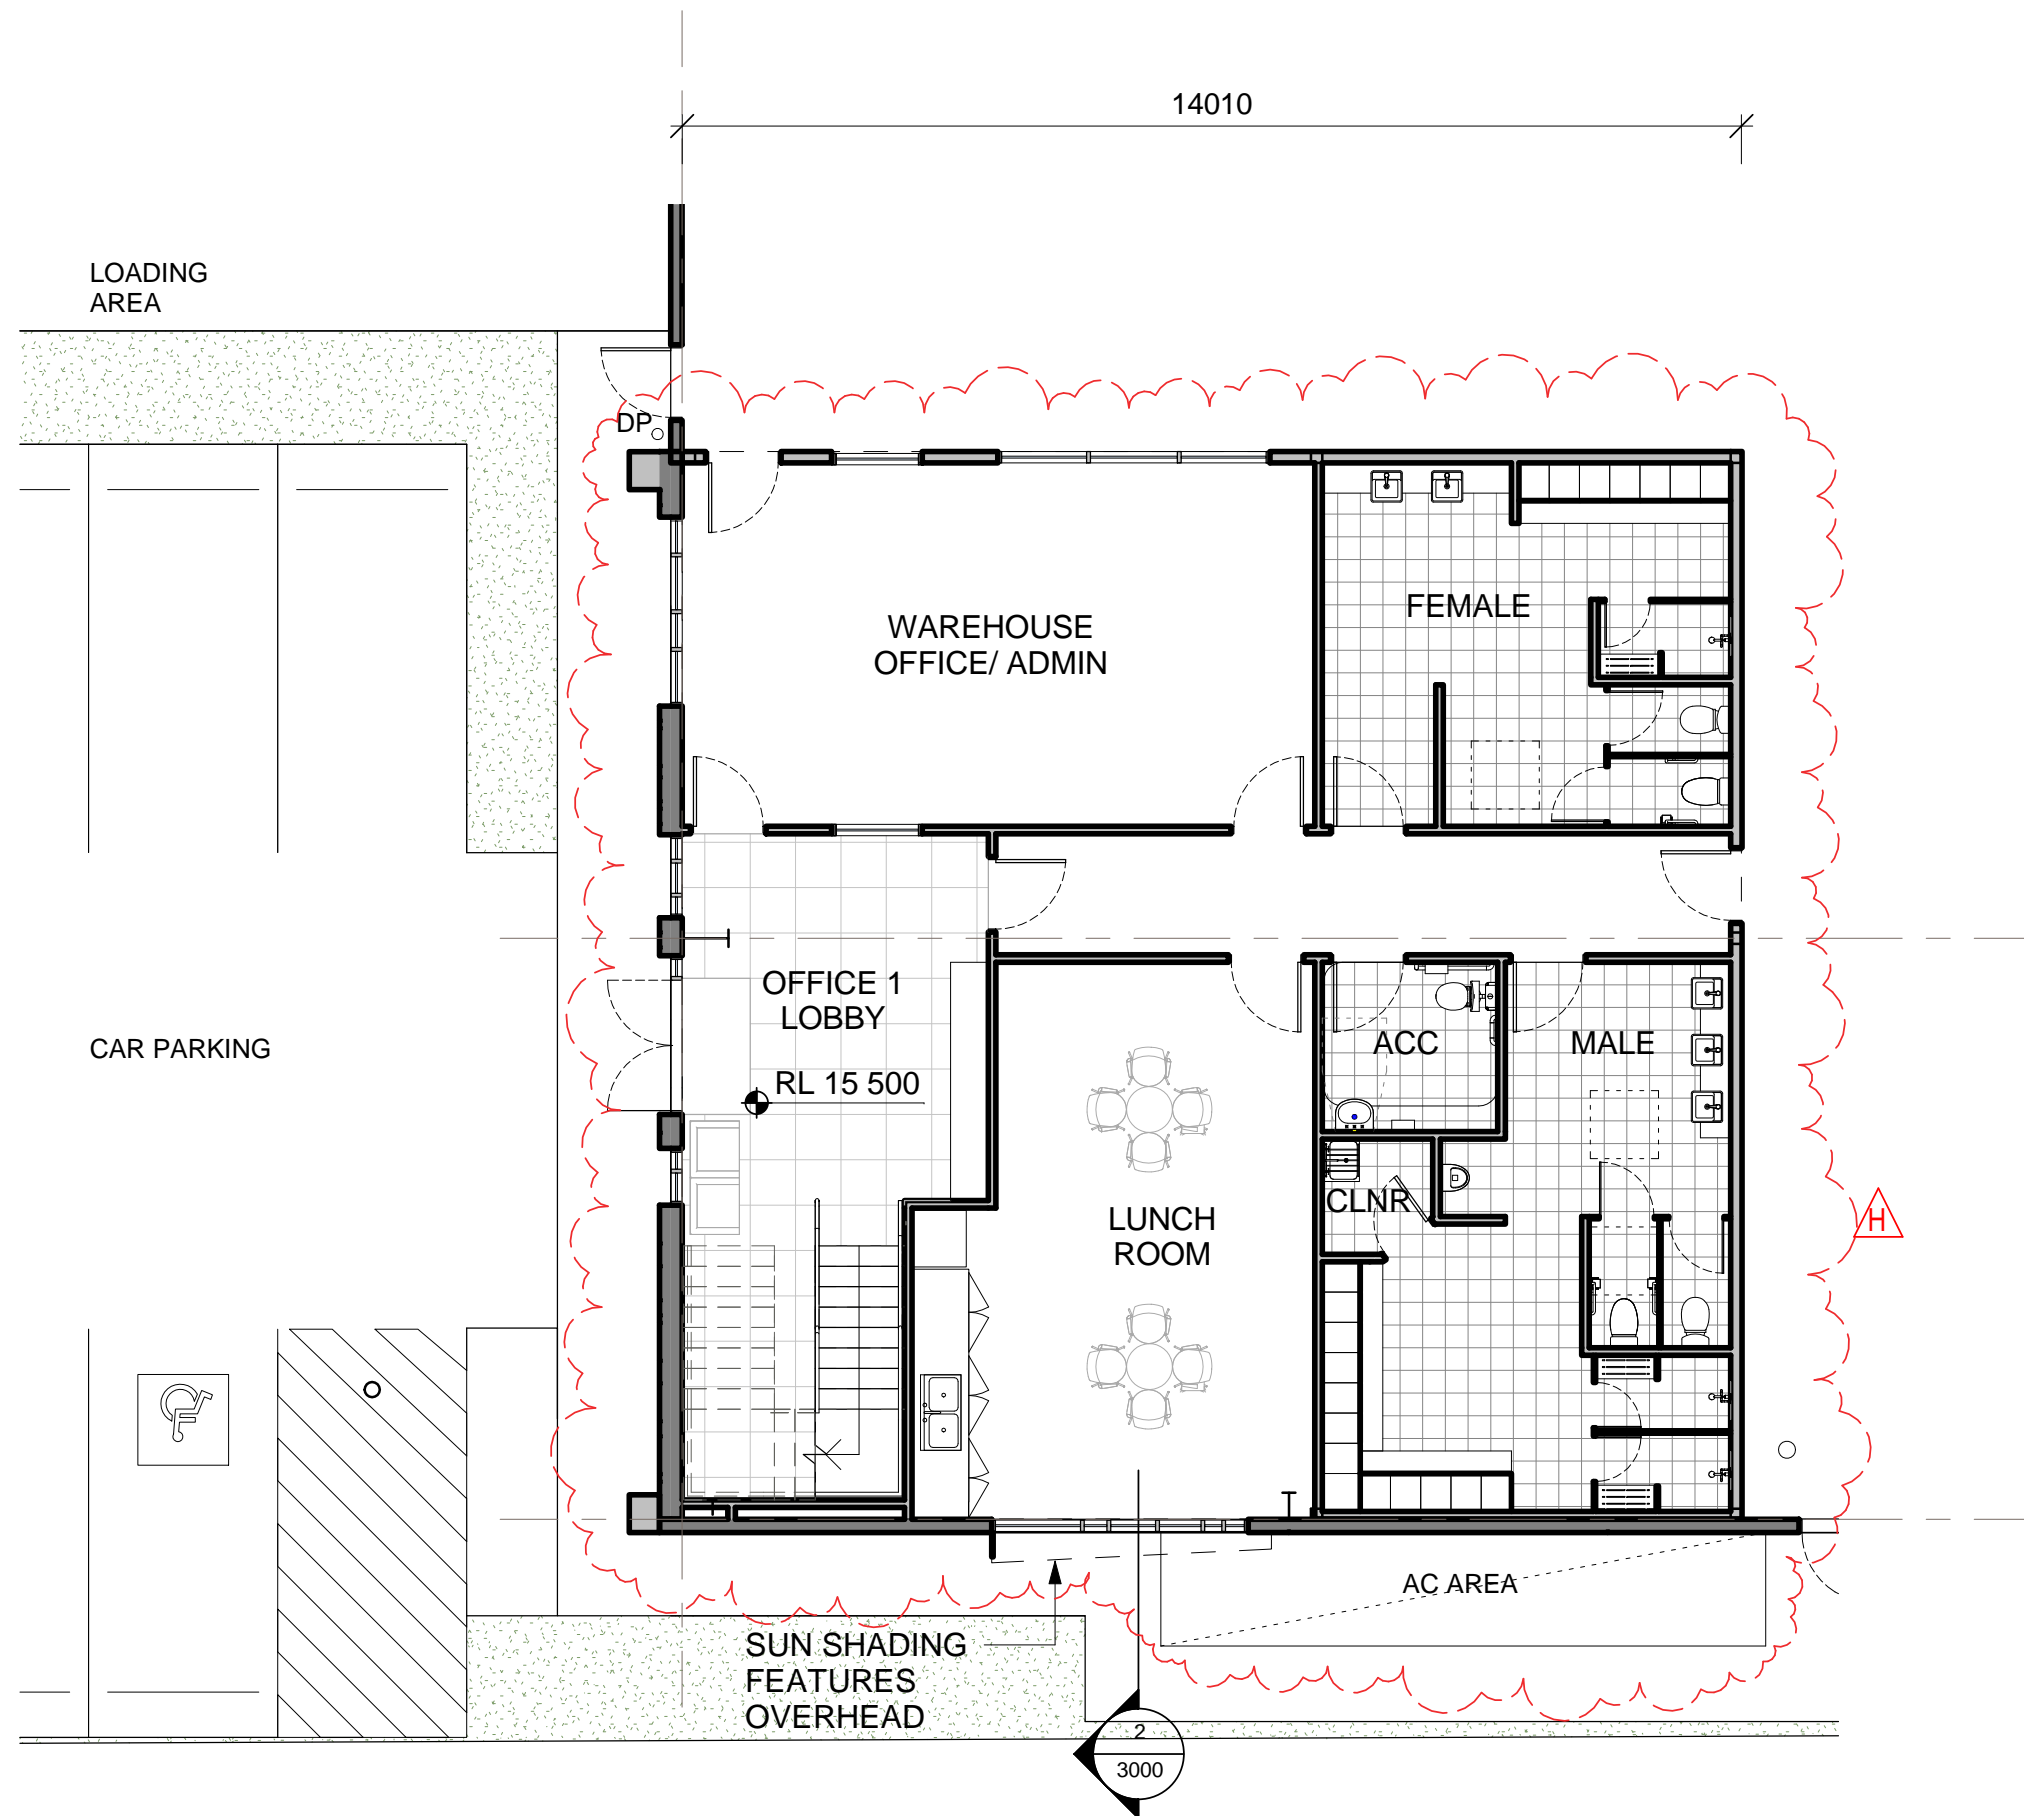 14010
LOADING
AREA
DP
WAREHOUSE
OFFICE/ ADMIN
FEMALE
OFFICE 1
LOBBY
RL 15 500
CAR PARKING
ACC
MALE
CLNR
LUNCH
ROOM
H
AC AREA
SUN SHADING
FEATURES
OVERHEAD
2
3000